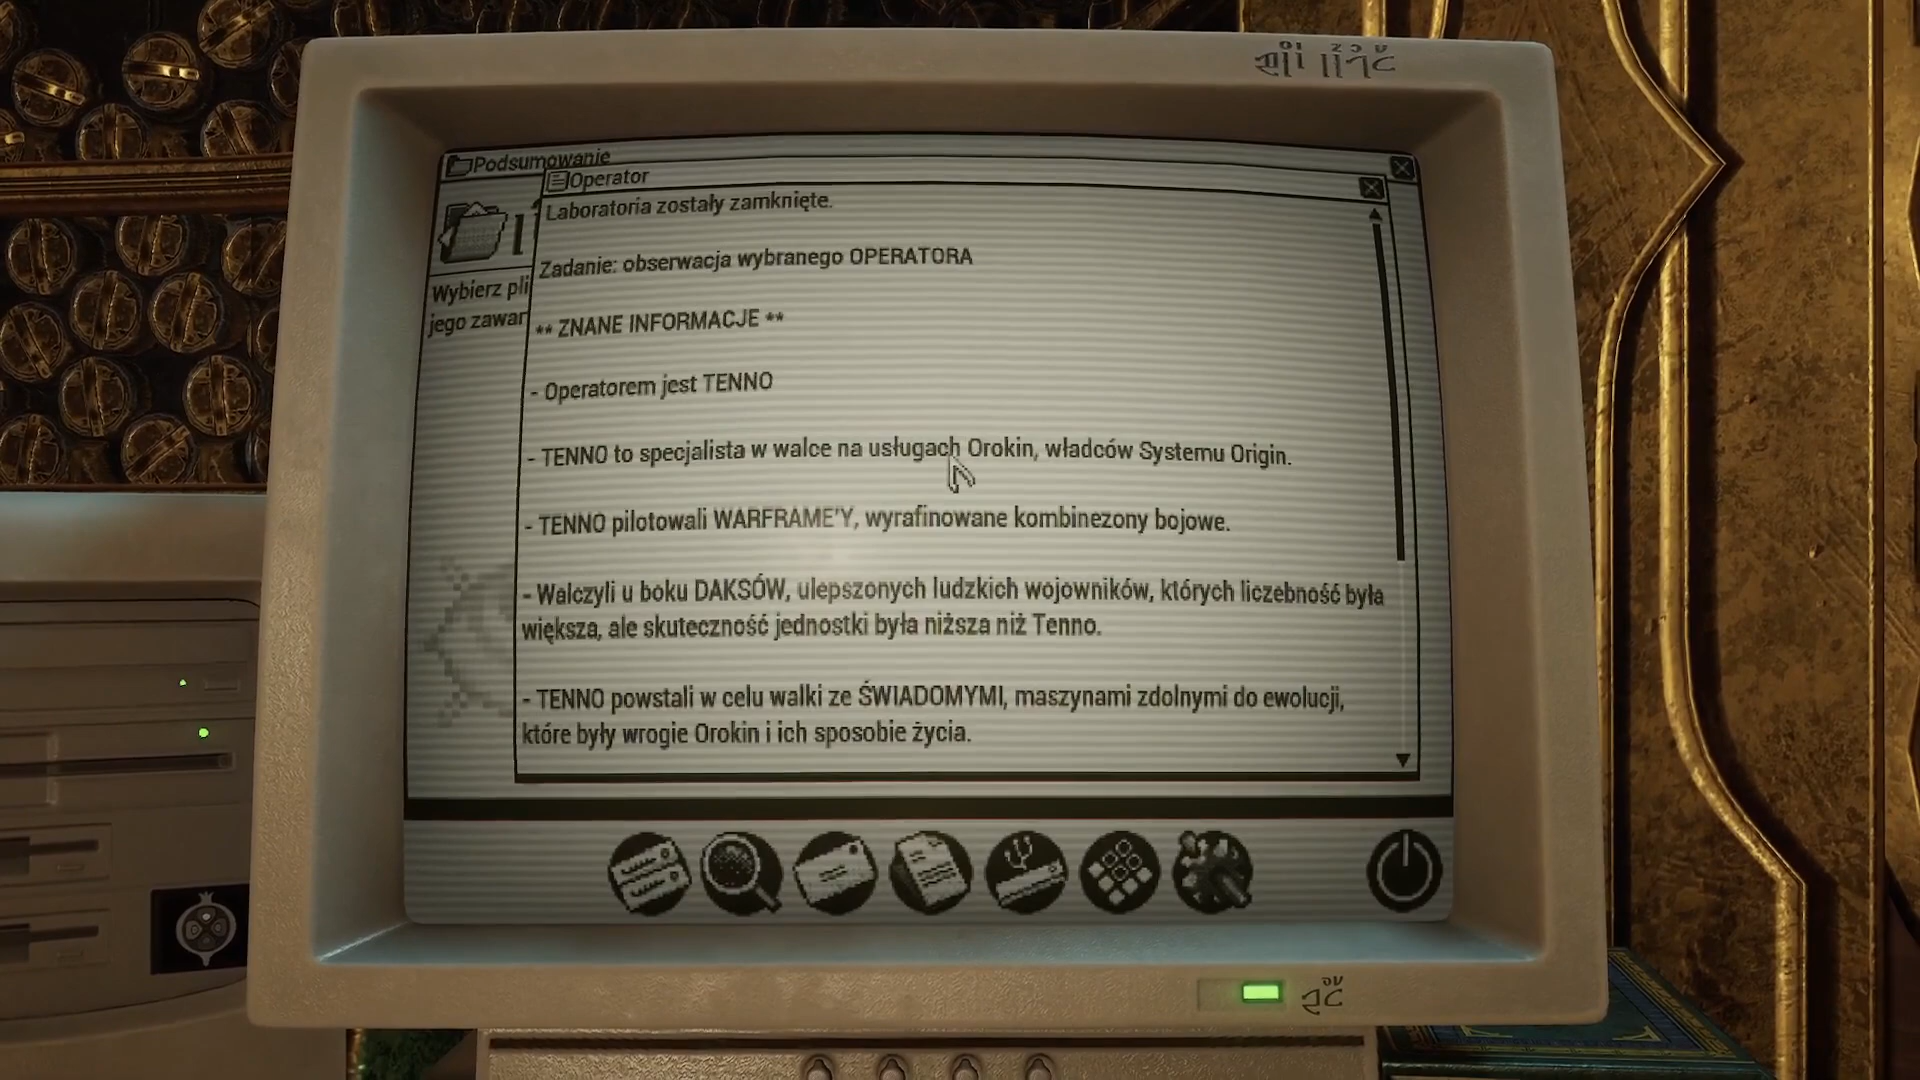 Podsumowanie
Operator
Laboratoria zostały zamknięte.
Wybierz pli
jego zawar
Zadanie: obserwacja wybranego OPERATORA
** ZNANE INFORMACJE **
- Operatorem jest TENNO
- TENNO to specjalista w walce na usługach Orokin, władców Systemu Origin.
- TENNO pilotowali WARFRAME'Y, wyrafinowane kombinezony bojowe.
- Walczyli u boku DAKSÓW, ulepszonych ludzkich wojowników, których liczebność była
większa, ale skuteczność jednostki była niższa niż Tenno.
- TENNO powstali w celu walki ze ŚWIADOMYMI, maszynami zdolnymi do ewolucji,
które były wrogie Orokin i ich sposobie życia.